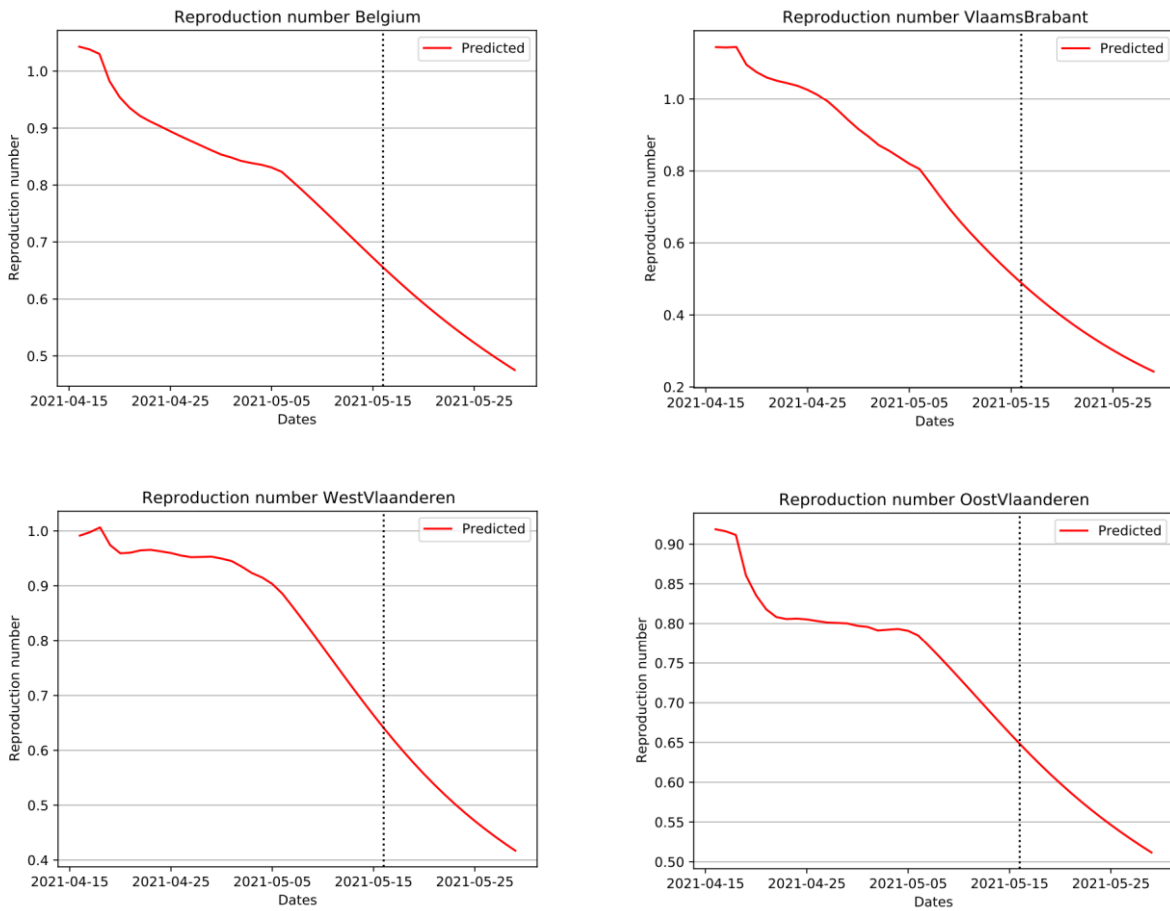 Reproduction number Belgium
Predicted
1.0
0.9
0.8
0.7
0.6
0.5
Reproduction number
2021-04-15 2021-04-25 2021-05-05 2021-05-15 2021-05-25
Dates
Reproduction number VlaamsBrabant
Predicted
1.0
0.8
0.6
0.4
0.2
Reproduction number
2021-04-15 2021-04-25 2021-05-05 2021-05-15 2021-05-25
Dates
Reproduction number WestVlaanderen
Predicted
1.0
0.9
0.8
0.7
0.6
0.5
0.4
Reproduction number
2021-04-15 2021-04-25 2021-05-05 2021-05-15 2021-05-25
Dates
Reproduction number OostVlaanderen
Predicted
0.90
0.85
0.80
0.75
0.70
0.65
0.60
0.55
0.50
Reproduction number
2021-04-15 2021-04-25 2021-05-05 2021-05-15 2021-05-25
Dates